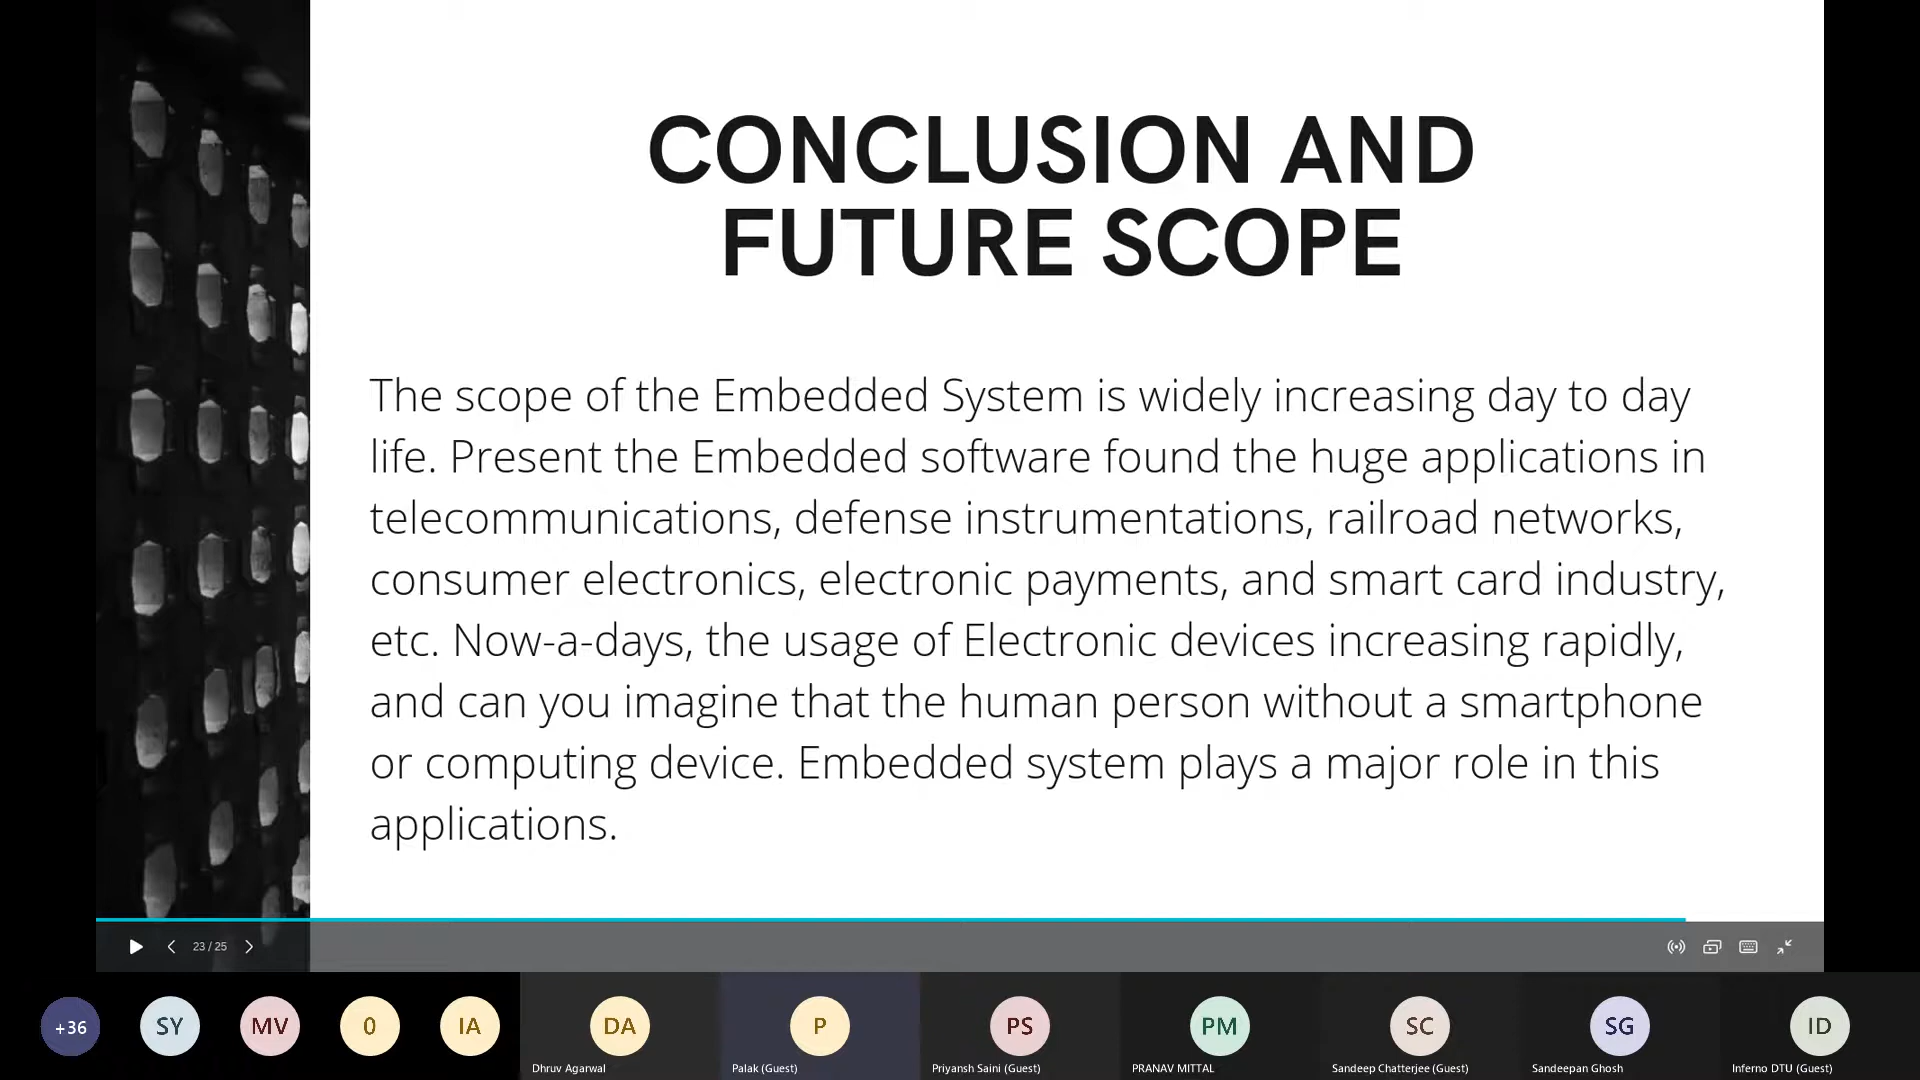 CONCLUSION AND
FUTURE SCOPE
The scope of the Embedded System is widely increasing day to day
life. Present the Embedded software found the huge applications in
telecommunications, defense instrumentations, railroad networks,
consumer electronics, electronic payments, and smart card industry,
etc. Now-a-days, the usage of Electronic devices increasing rapidly,
and can you imagine that the human person without a smartphone
or computing device. Embedded system plays a major role in this
applications.
23 / 25
+36
SY
MV
0
IA
DA
P
PS
PM
SC
SG
ID
Dhruv Agarwal
Palak (Guest)
Priyansh Saini (Guest)
PRANAV MITTAL
Sandeep Chatterjee (Guest)
Sandeepan Ghosh
Inferno DTU (Guest)